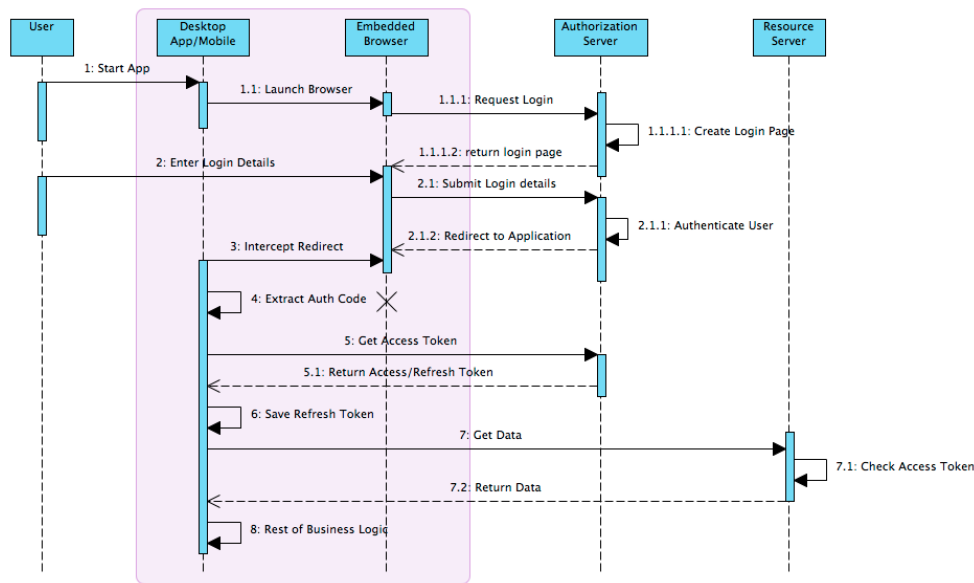 User
Desktop
App/Mobile
Embedded
Browser
Authorization
Server
Resource
Server
1: Start App
1.1: Launch Browser
1.1.1: Request Login
1.1.1.1: Create Login Page
1.1.1.2: return login page
2: Enter Login Details
2.1: Submit Login details
2.1.1: Authenticate User
2.1.2: Redirect to Application
3: Intercept Redirect
4: Extract Auth Code
5: Get Access Token
5.1: Return Access/Refresh Token
6: Save Refresh Token
7: Get Data
7.1: Check Access Token
7.2: Return Data
8: Rest of Business Logic